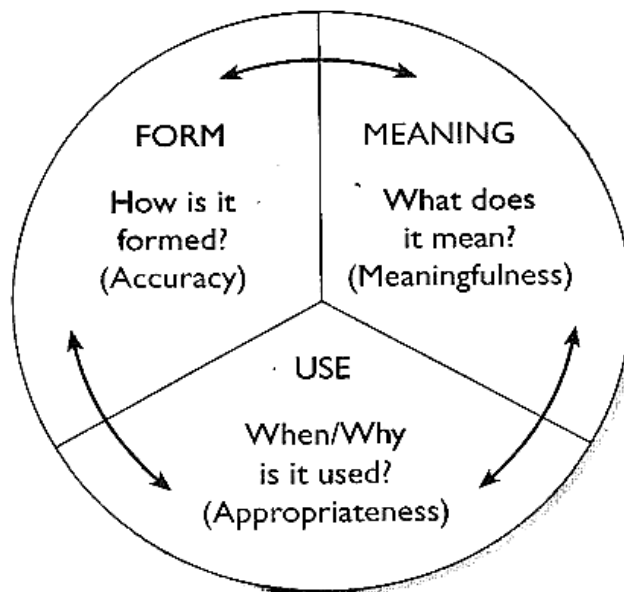 FORM
How is it
formed?
(Accuracy)
MEANING
What does
it mean?
(Meaningfulness)
USE
When/Why
is it used?
(Appropriateness)